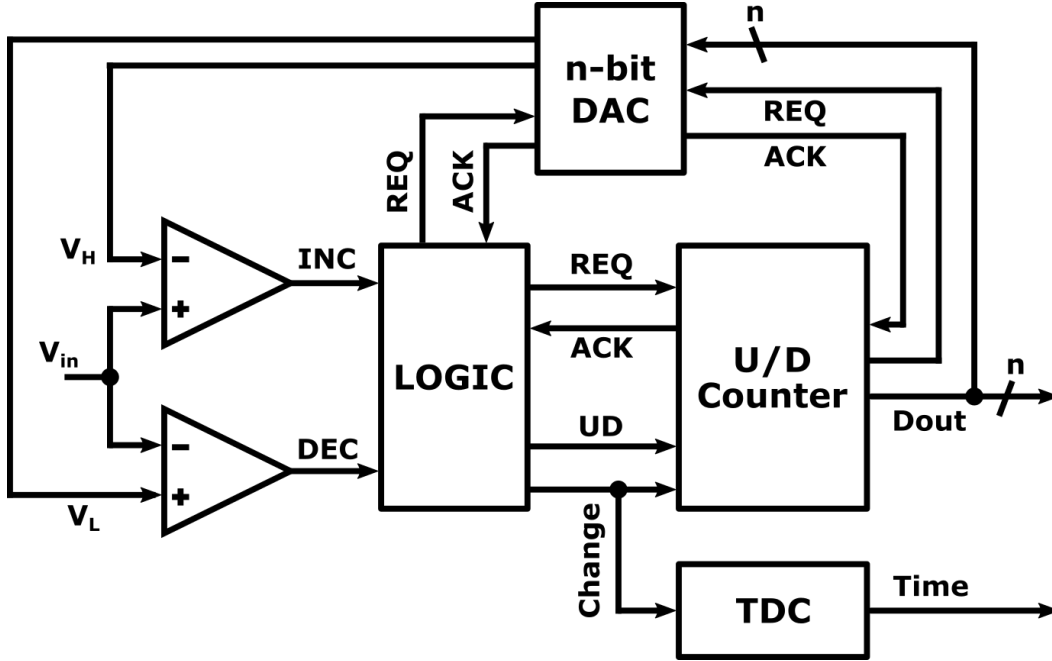 n
n-bit
DAC
REQ
ACK
REQ
ACK
VH
INC
REQ
Vin
ACK
LOGIC
U/D
Counter
n
UD
Dout
DEC
VL
Change
TDC
Time
-
+
-
+